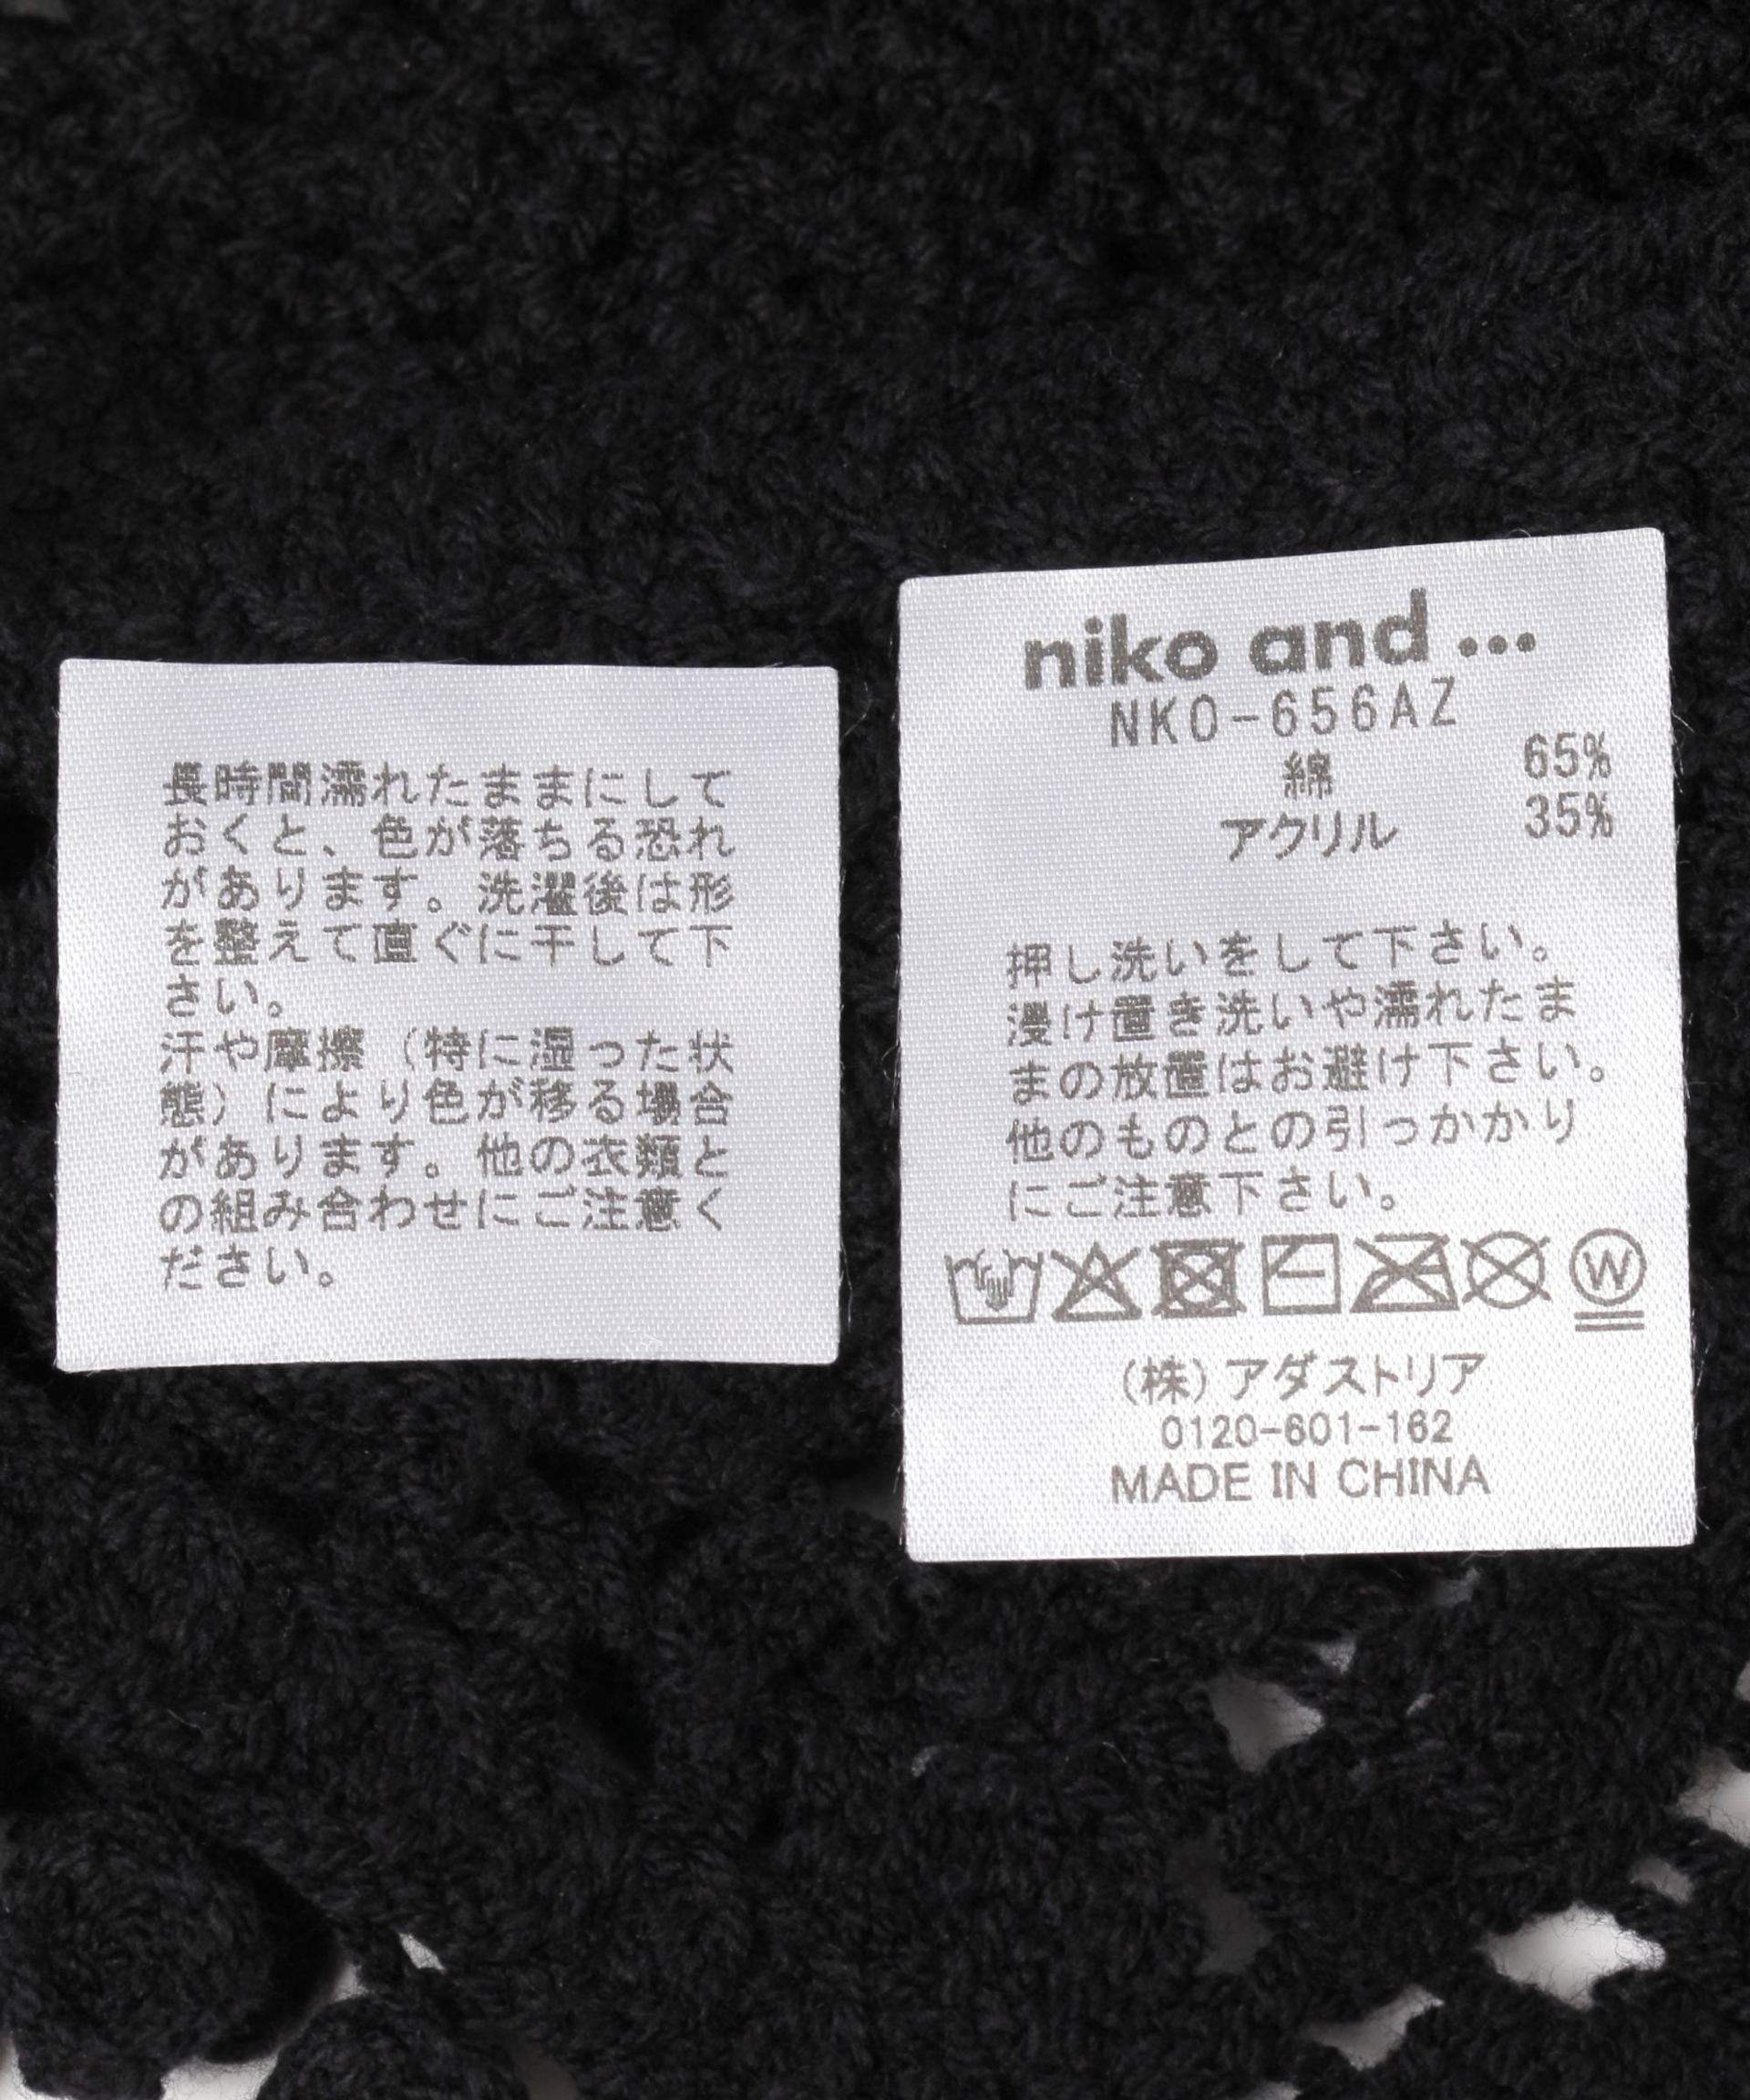 長時間濡れたままにして
おくと、色が落ちる恐れ
があります。洗濯後は形
を整えて直ぐに干して下
さい。
汗や摩擦（特に湿った状
態）により色が移る場合
があります。他の衣類と
の組み合わせにご注意く
ださい。
niko and ...
NKO-656AZ
綿 65%
アクリル 35%
押し洗いをして下さい。
浸け置き洗いや濡れたま
まの放置はお避け下さい。
他のものとの引っかかり
にご注意下さい。
W
(株)アダストリア
0120-601-162
MADE IN CHINA